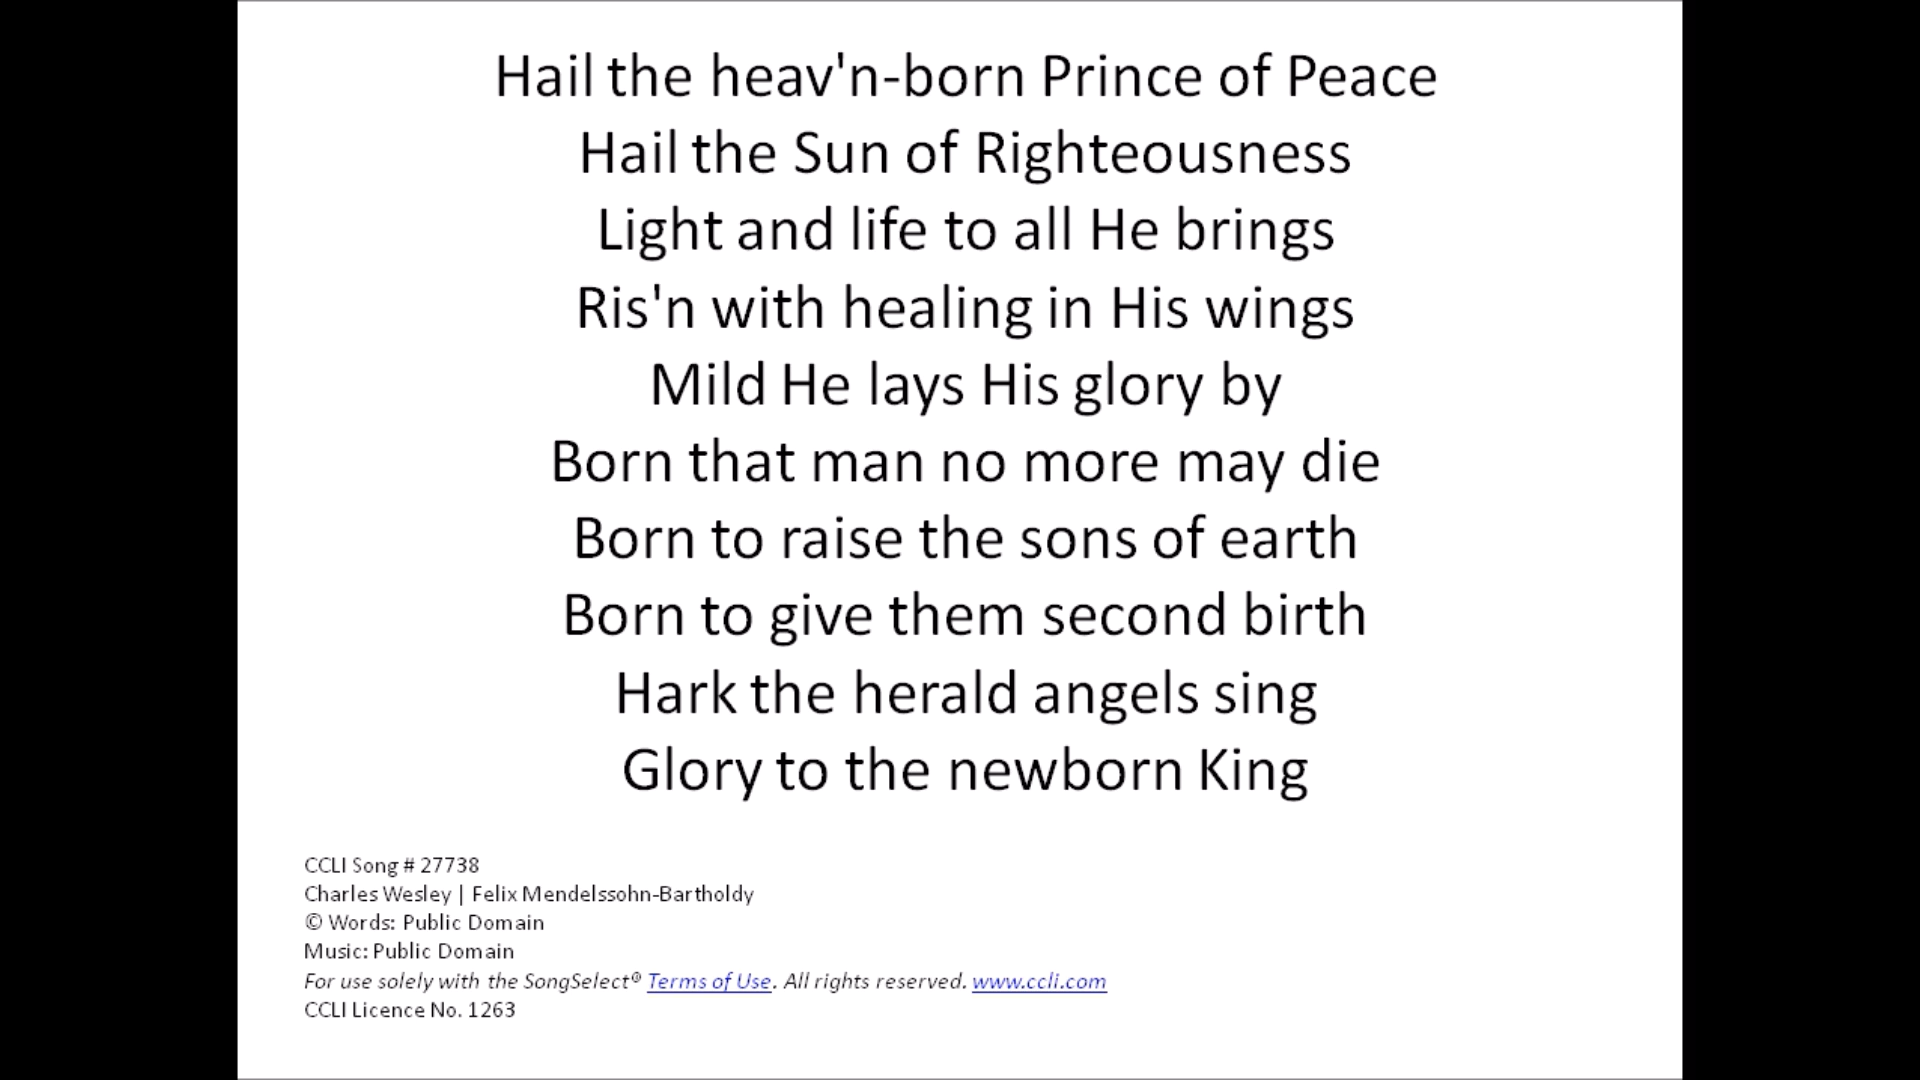 Hail the heav'n-born Prince of Peace
Hail the Sun of Righteousness
Light and life to all He brings
Ris'n with healing in His wings
Mild He lays His glory by
Born that man no more may die
Born to raise the sons of earth
Born to give them second birth
Hark the herald angels sing
Glory to the newborn King
CCLI Song # 27738
Charles Wesley | Felix Mendelssohn-Bartholdy
© Words: Public Domain
Music: Public Domain
For use solely with the SongSelect® Terms of Use. All rights reserved. www.ccli.com
CCLI Licence No. 1263